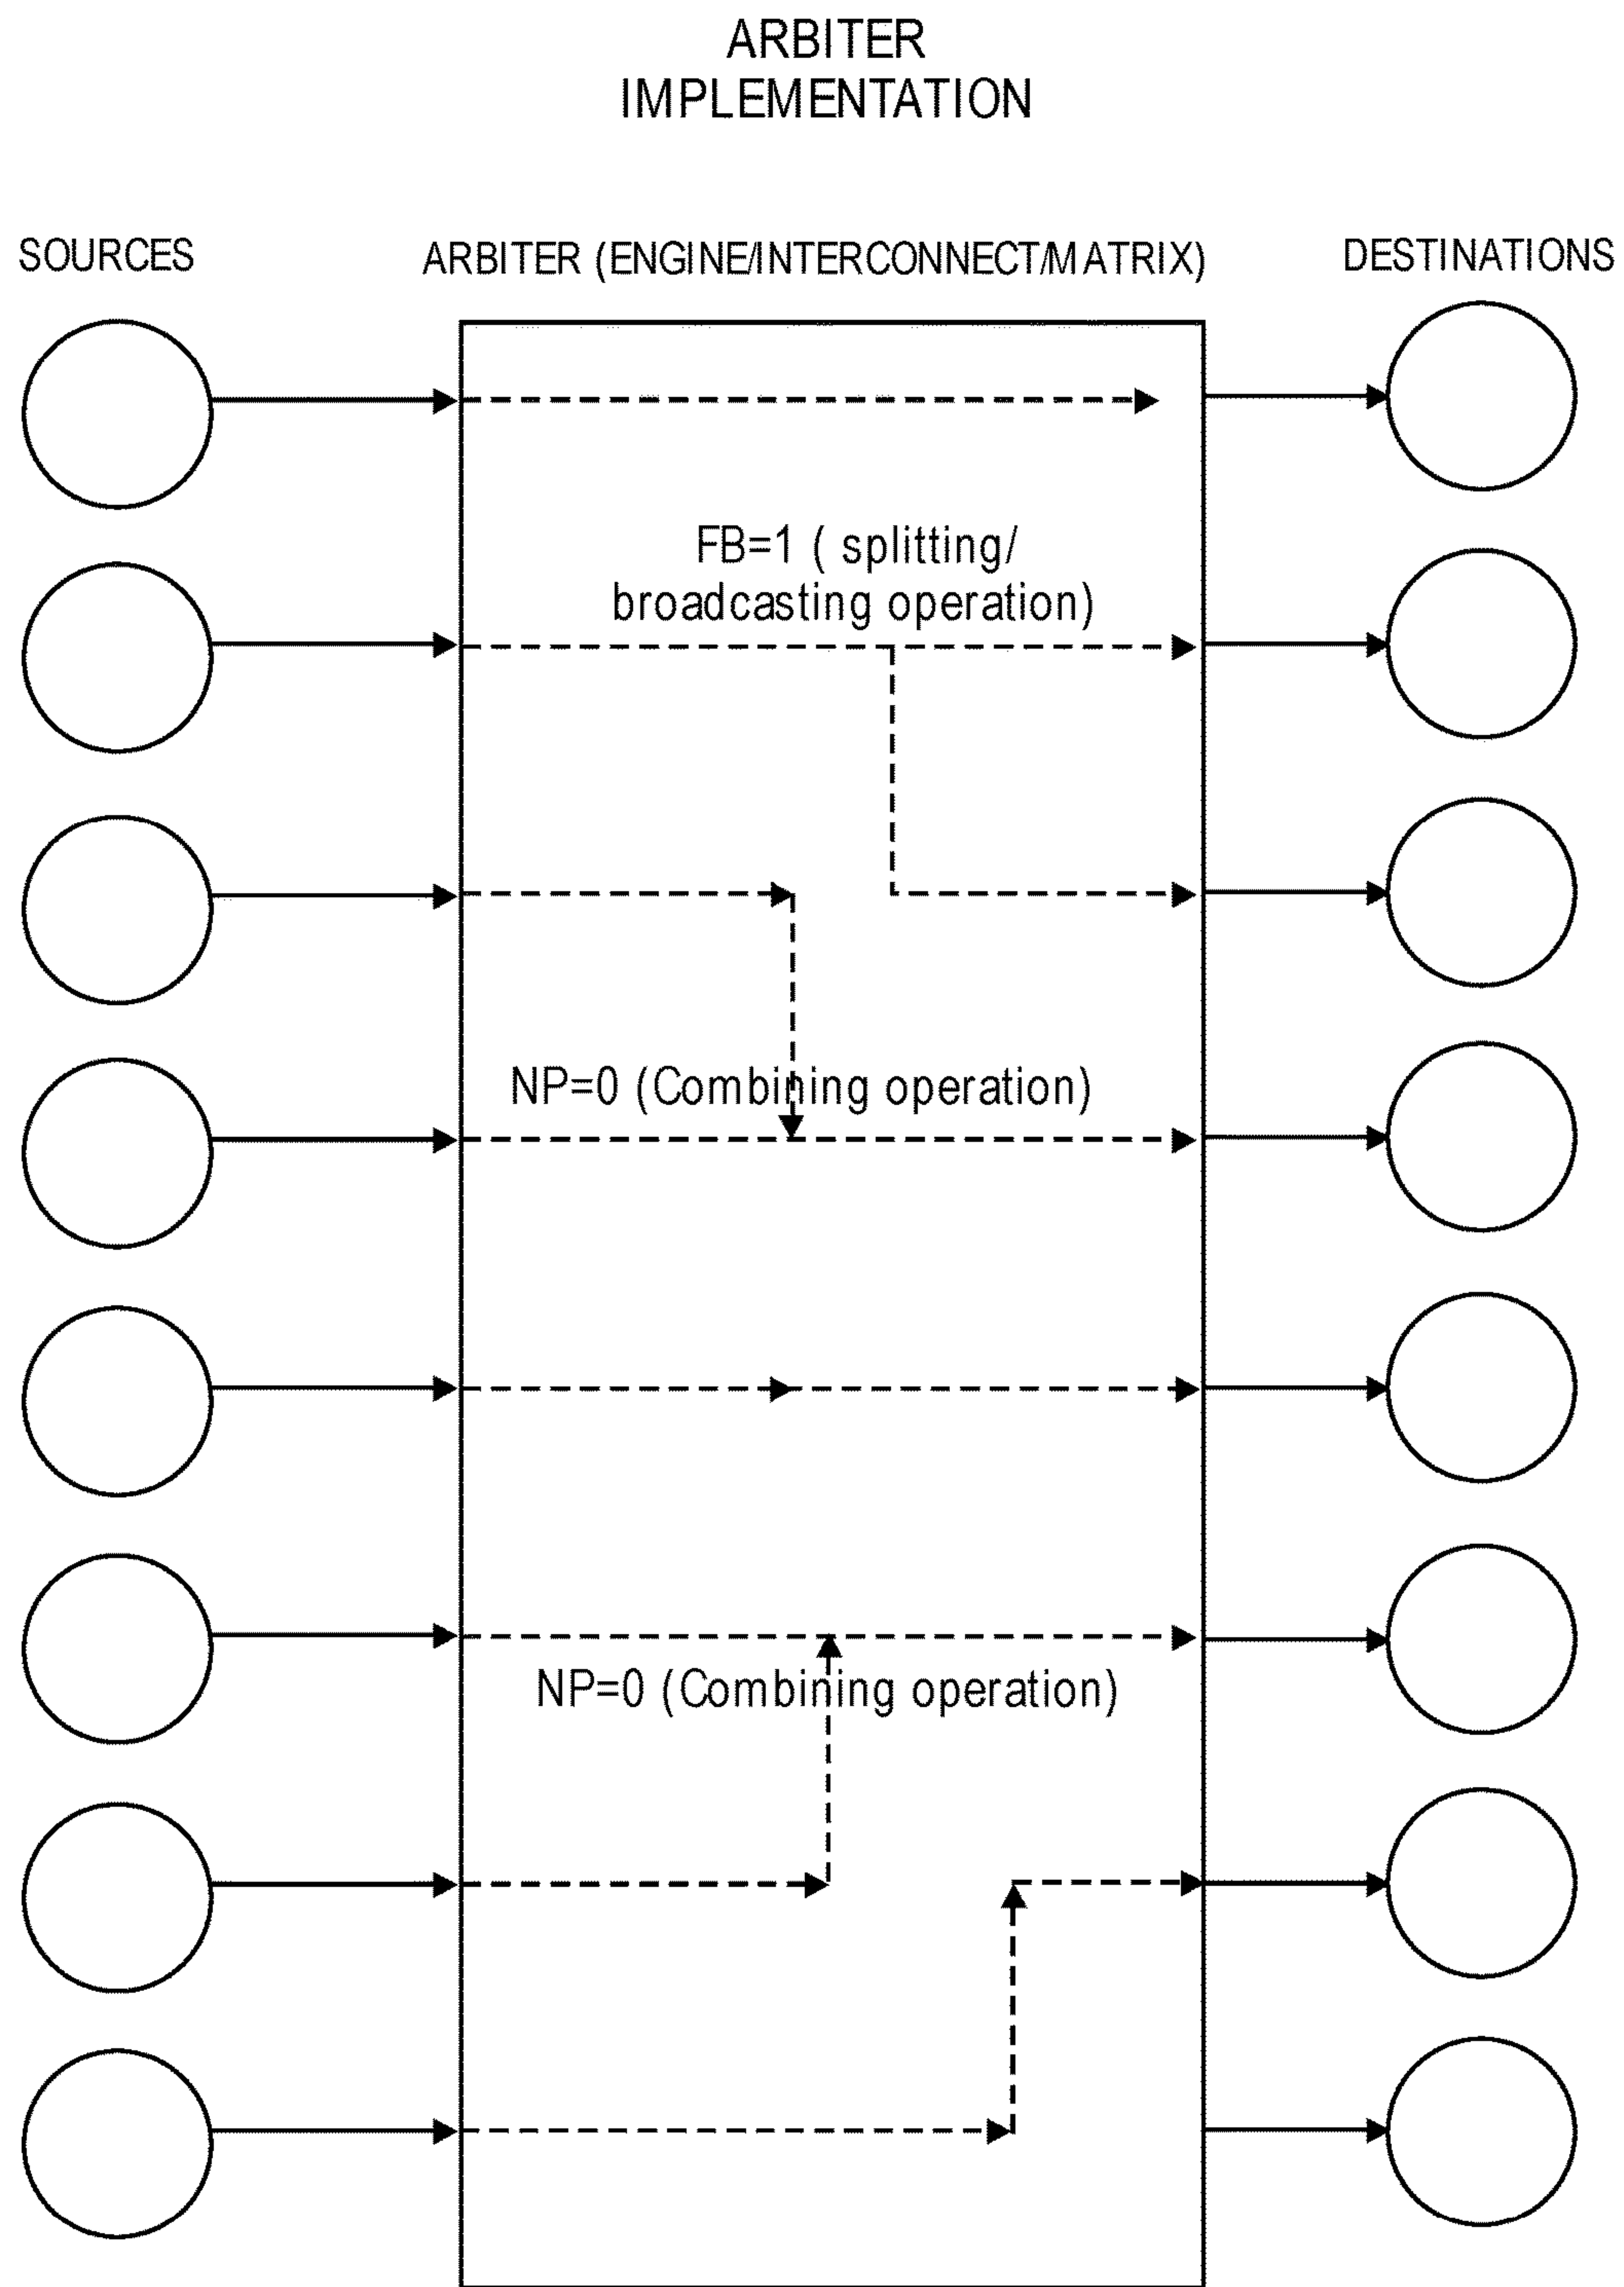 ARBITER
IMPLEMENTATION
SOURCES
ARBITER (ENGINE/INTERCONNECT/MATRIX)
DESTINATIONS
FB=1 ( splitting/
broadcasting operation)
NP=0 (Combining operation)
NP=0 (Combining operation)